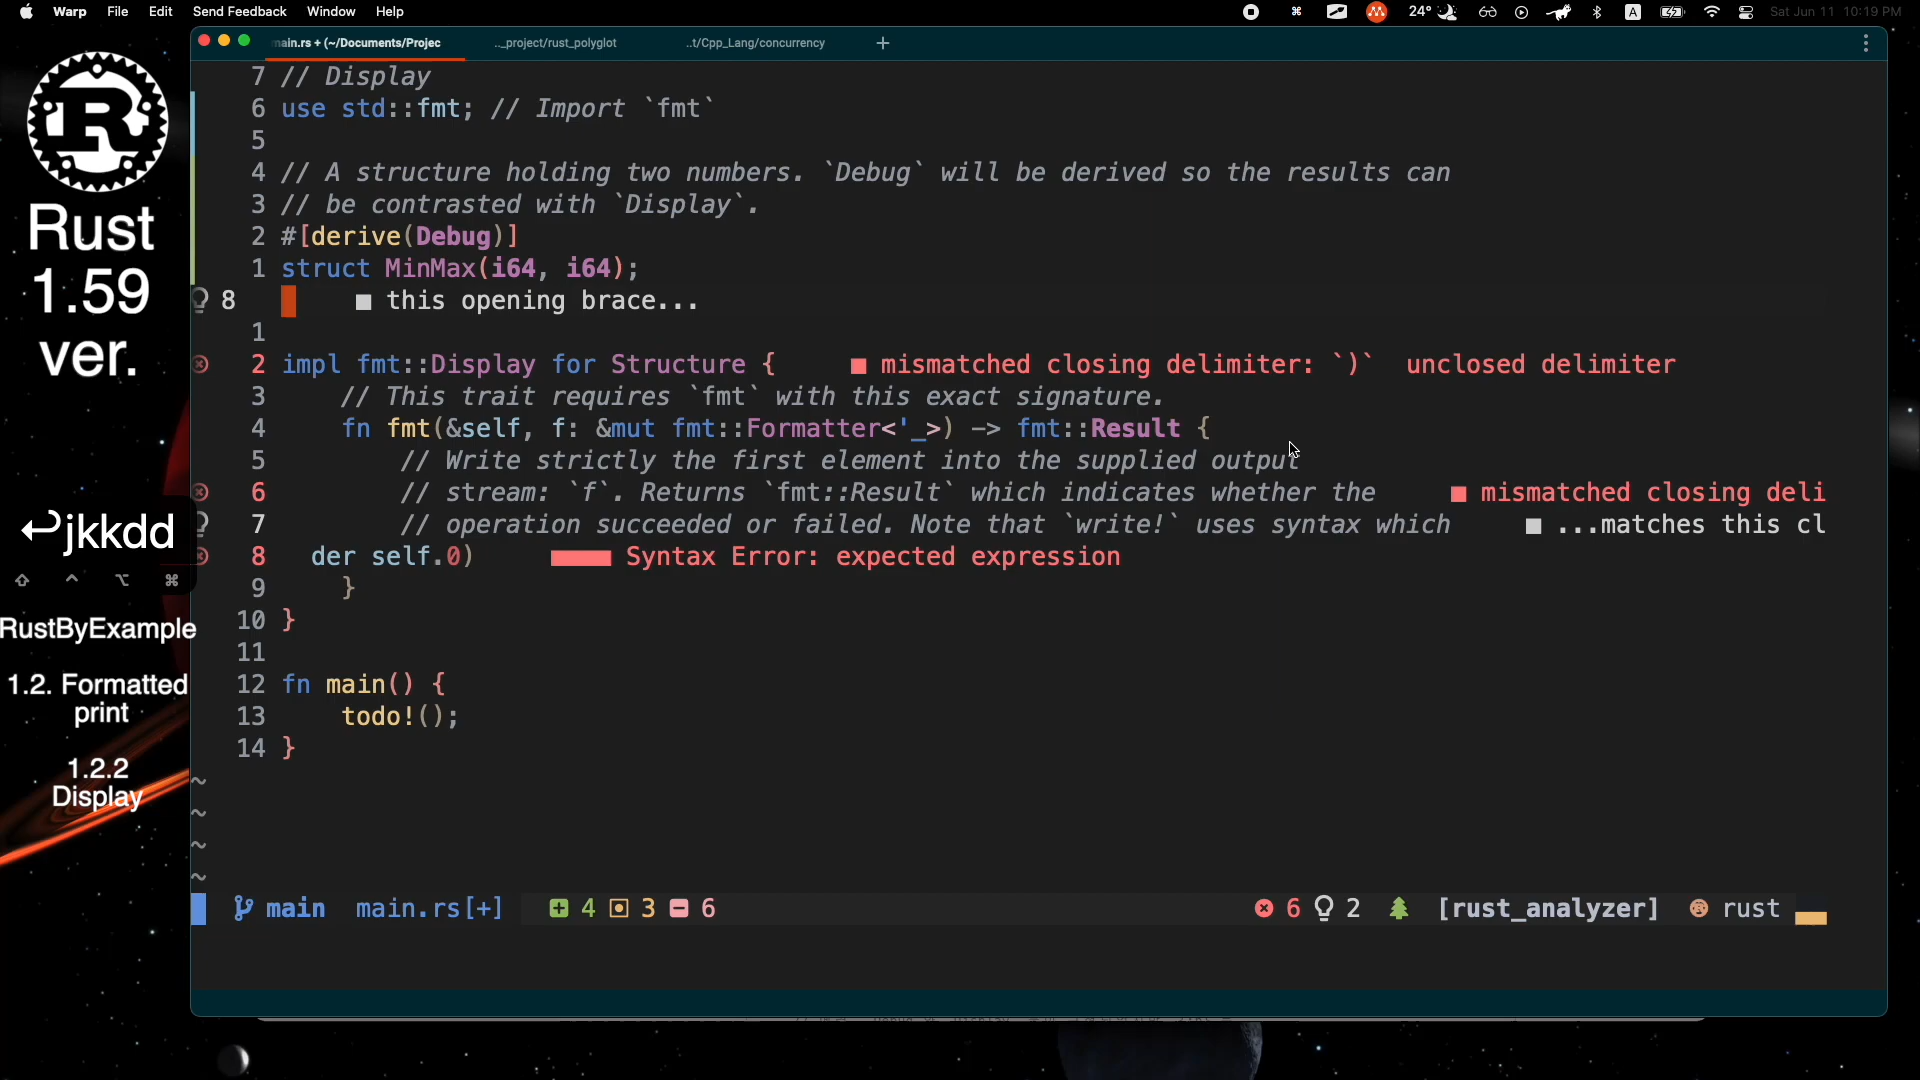 Warp File Edit Send Feedback Window Help
24° A Sat Jun 11 10:19 PM
main.rs + (~/Documents/Projec
.._project/rust_polyglot
..t/Cpp_Lang/concurrency
+
7 // Display
6 use std::fmt; // Import `fmt`
5
4 // A structure holding two numbers. `Debug` will be derived so the results can
3 // be contrasted with `Display`.
2 #[derive(Debug)]
1 struct MinMax(i64, i64);
8 ■ this opening brace...
1
2 impl fmt::Display for Structure { ■ mismatched closing delimiter: `)` unclosed delimiter
3 // This trait requires `fmt` with this exact signature.
4 fn fmt(&self, f: &mut fmt::Formatter<'_>) -> fmt::Result {
5 // Write strictly the first element into the supplied output
6 // stream: `f`. Returns `fmt::Result` which indicates whether the ■ mismatched closing deli
7 // operation succeeded or failed. Note that `write!` uses syntax which ■ ...matches this cl
8 der self.0) Syntax Error: expected expression
9 }
10 }
11
12 fn main() {
13 todo!();
14 }
~
~
~
~
main main.rs[+] 4 3 6 6 2 [rust_analyzer] rust
R
Rust
1.59
ver.
↩jkkdd
⇧ ^ ⌥ ⌘
RustByExample
1.2. Formatted
print
1.2.2
Display